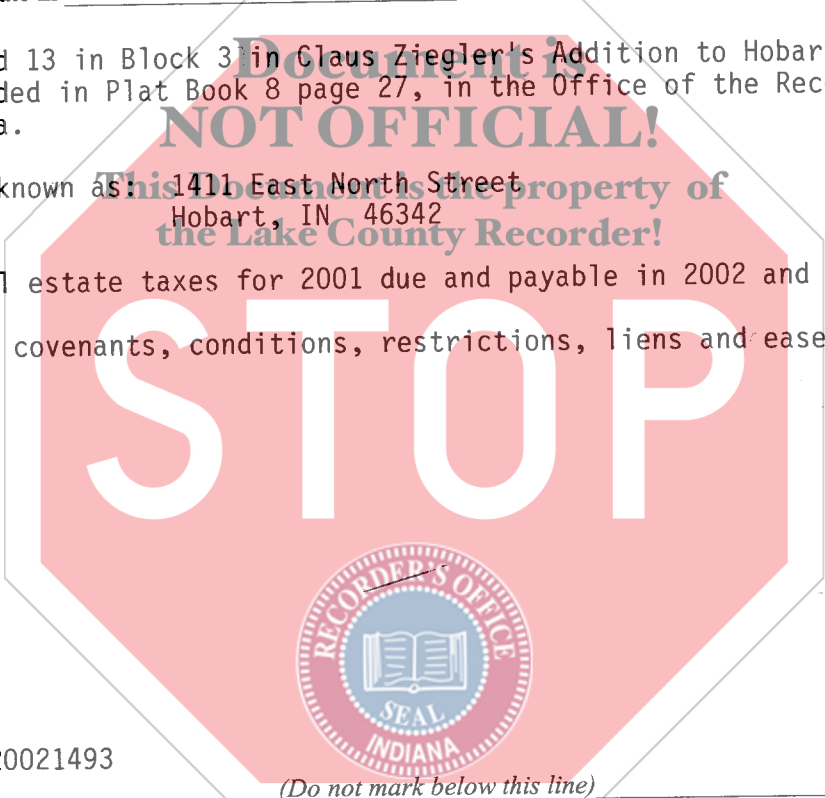 d 13 in Block 3 in Claus Ziegler's Addition to Hobar
Document is
ded in Plat Book 8 page 27, in the Office of the Rec
a.
NOT OFFICIAL!
known as: 1411 East North Street
This Document is the property of
Hobart, IN 46342
the Lake County Recorder!
l estate taxes for 2001 due and payable in 2002 and
covenants, conditions, restrictions, liens and ease
STOP
RECORDER'S OFFICE
SEAL
INDIANA
20021493
(Do not mark below this line)